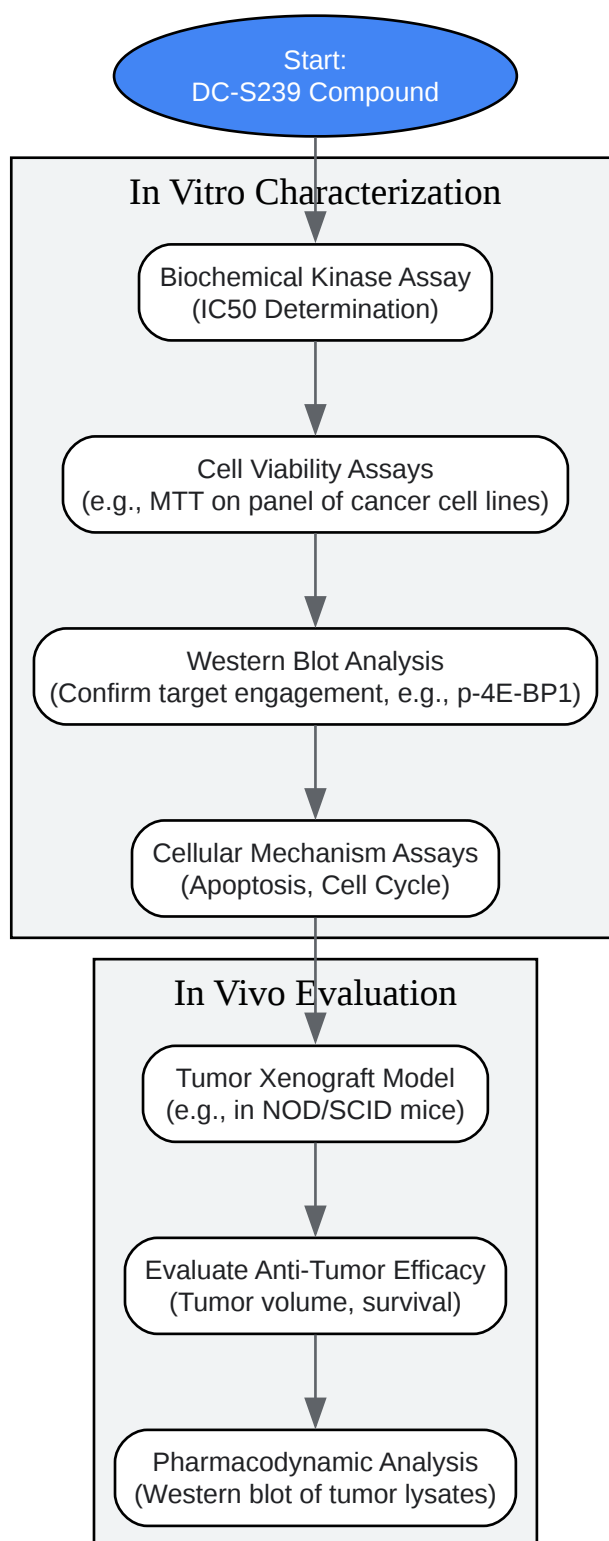 Start:
DC-S239 Compound
In Vitro Characterization
Biochemical Kinase Assay
(IC50 Determination)
Cell Viability Assays
(e.g., MTT on panel of cancer cell lines)
Western Blot Analysis
(Confirm target engagement, e.g., p-4E-BP1)
Cellular Mechanism Assays
(Apoptosis, Cell Cycle)
In Vivo Evaluation
Tumor Xenograft Model
(e.g., in NOD/SCID mice)
Evaluate Anti-Tumor Efficacy
(Tumor volume, survival)
Pharmacodynamic Analysis
(Western blot of tumor lysates)